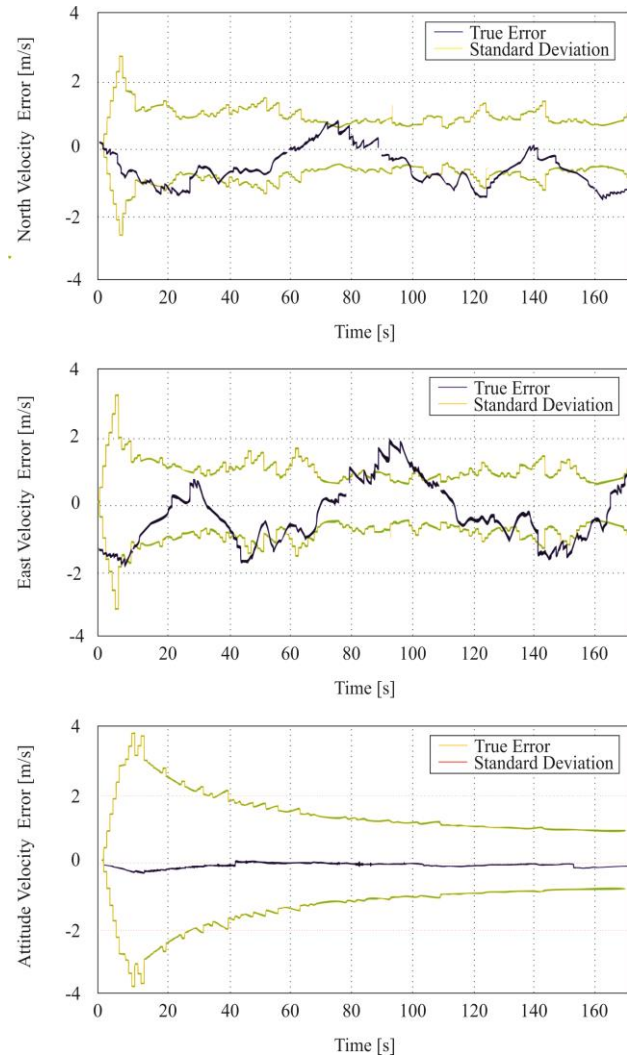 4
True Error
Standard Deviation
2
0
-2
-4
North Velocity Error [m/s]
0 20 40 60 80 100 120 140 160
Time [s]
4
True Error
Standard Deviation
2
0
-2
-4
East Velocity Error [m/s]
0 20 40 60 80 100 120 140 160
Time [s]
4
True Error
Standard Deviation
2
0
-2
-4
Attitude Velocity Error [m/s]
0 20 40 60 80 100 120 140 160
Time [s]